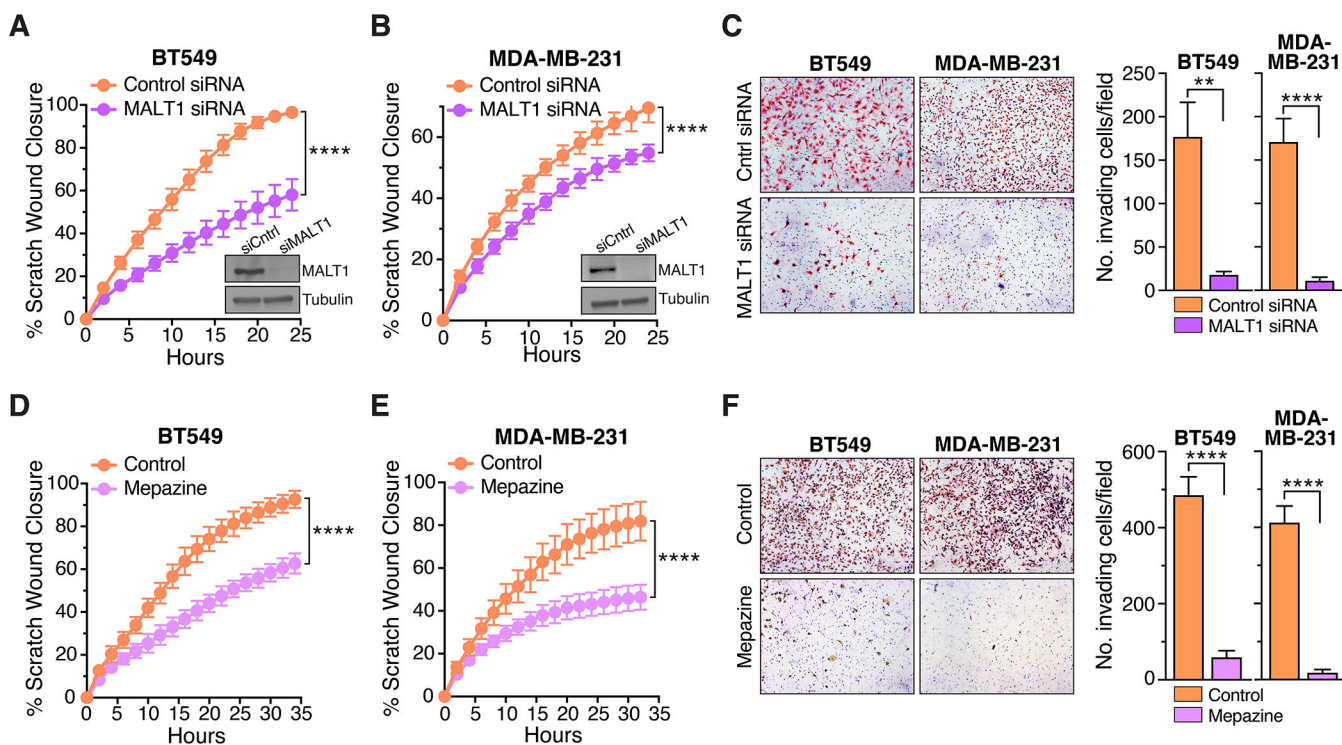 A
BT549
Control siRNA
MALT1 siRNA
% Scratch Wound Closure
100
80
60
40
20
0
****
siCntrl
siMALT1
MALT1
Tubulin
0 5 10 15 20 25
Hours
B
MDA-MB-231
Control siRNA
MALT1 siRNA
% Scratch Wound Closure
60
40
20
0
****
siCntrl
siMALT1
MALT1
Tubulin
0 5 10 15 20 25
Hours
C
BT549
MDA-MB-231
Cntrl siRNA
MALT1 siRNA
BT549
MDA-
MB-231
No. invading cells/field
250
200
150
100
50
0
**
****
Control siRNA
MALT1 siRNA
D
BT549
Control
Mepazine
% Scratch Wound Closure
100
80
60
40
20
0
****
0 5 10 15 20 25 30 35
Hours
E
MDA-MB-231
Control
Mepazine
% Scratch Wound Closure
100
80
60
40
20
0
****
0 5 10 15 20 25 30 35
Hours
F
BT549
MDA-MB-231
Control
Mepazine
BT549
MDA-
MB-231
No. invading cells/field
600
400
200
0
****
****
Control
Mepazine